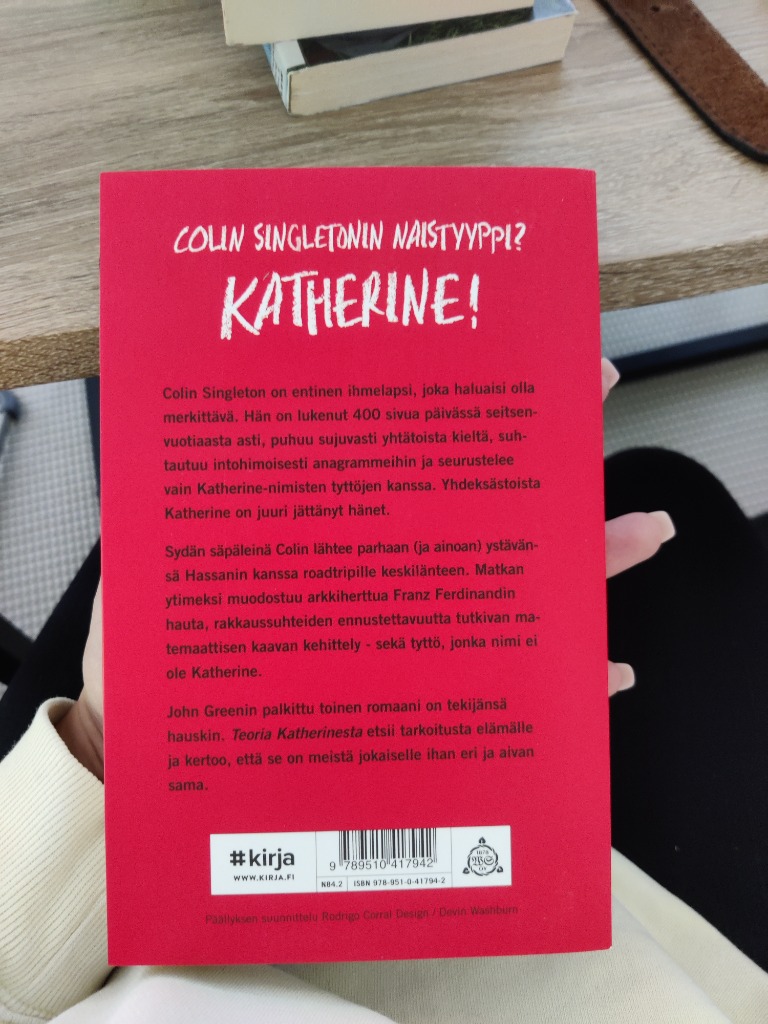 COLIN SINGLETONIN NAISTYYPPI?
KATHERINE!
Colin Singleton on entinen ihmelapsi, joka haluaisi olla
merkittävä. Hän on lukenut 400 sivua päivässä seitsen-
vuotiaasta asti, puhuu sujuvasti yhtätoista kieltä, suh-
tautuu intohimoisesti anagrammeihin ja seurustelee
vain Katherine-nimisten tyttöjen kanssa. Yhdeksästoista
Katherine on juuri jättänyt hänet.
Sydän säpäleinä Colin lähtee parhaan (ja ainoan) ystävän-
sä Hassanin kanssa roadtripille keskilänteen. Matkan
ytimeksi muodostuu arkkiherttua Franz Ferdinandin
hauta, rakkaussuhteiden ennustettavuutta tutkivan ma-
temaattisen kaavan kehittely - sekä tyttö, jonka nimi ei
ole Katherine.
John Greenin palkittu toinen romaani on tekijänsä
hauskin. Teoria Katherinesta etsii tarkoitusta elämälle
ja kertoo, että se on meistä jokaiselle ihan eri ja aivan
sama.
#kirja
WWW.KIRJA.FI
9 789510 417942
N84.2 ISBN 978-951-0-41794-2
1878
WS
OY
Päällyksen suunnittelu Rodrigo Corral Design / Devin Washburn